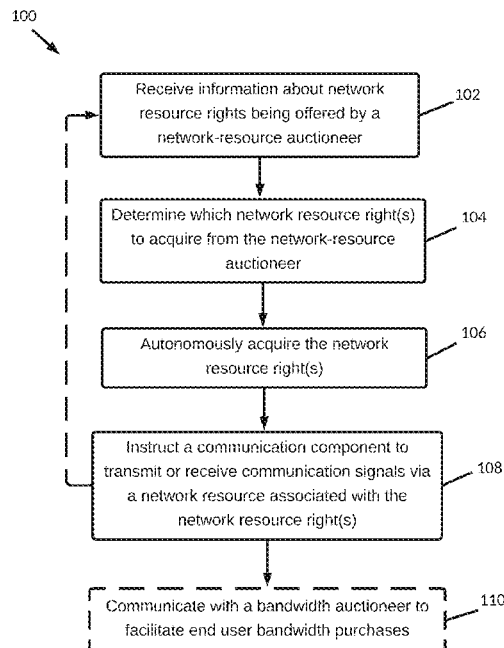 100
Receive information about network
resource rights being offered by a
network-resource auctioneer
102
Determine which network resource right(s)
to acquire from the network-resource
auctioneer
104
Autonomously acquire the network
resource right(s)
106
Instruct a communication component to
transmit or receive communication signals via
a network resource associated with the
network resource right(s)
108
Communicate with a bandwidth auctioneer to
facilitate end user bandwidth purchases
110